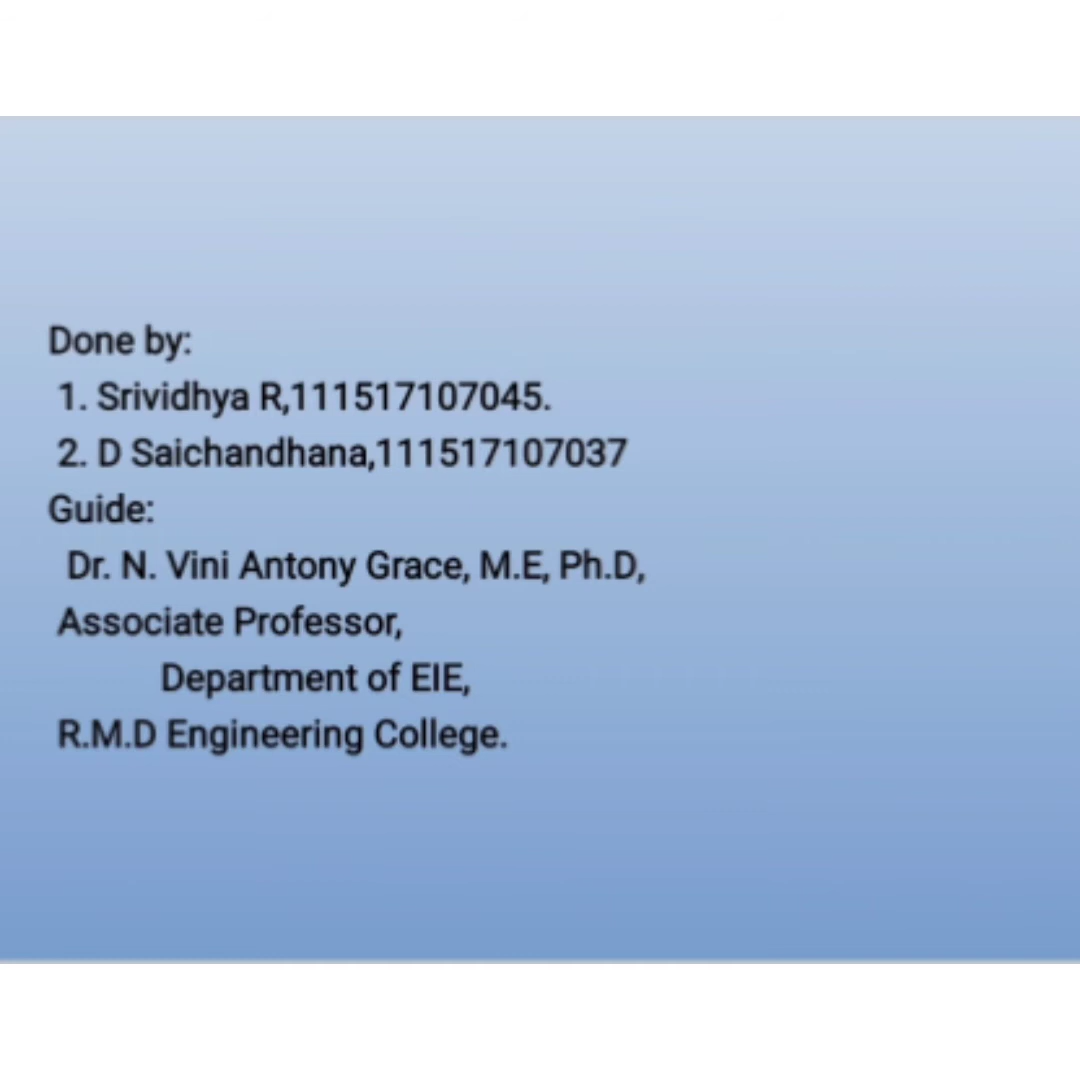 Done by:
1. Srividhya R,111517107045.
2. D Saichandhana,111517107037
Guide:
Dr. N. Vini Antony Grace, M.E, Ph.D,
Associate Professor,
Department of EIE,
R.M.D Engineering College.